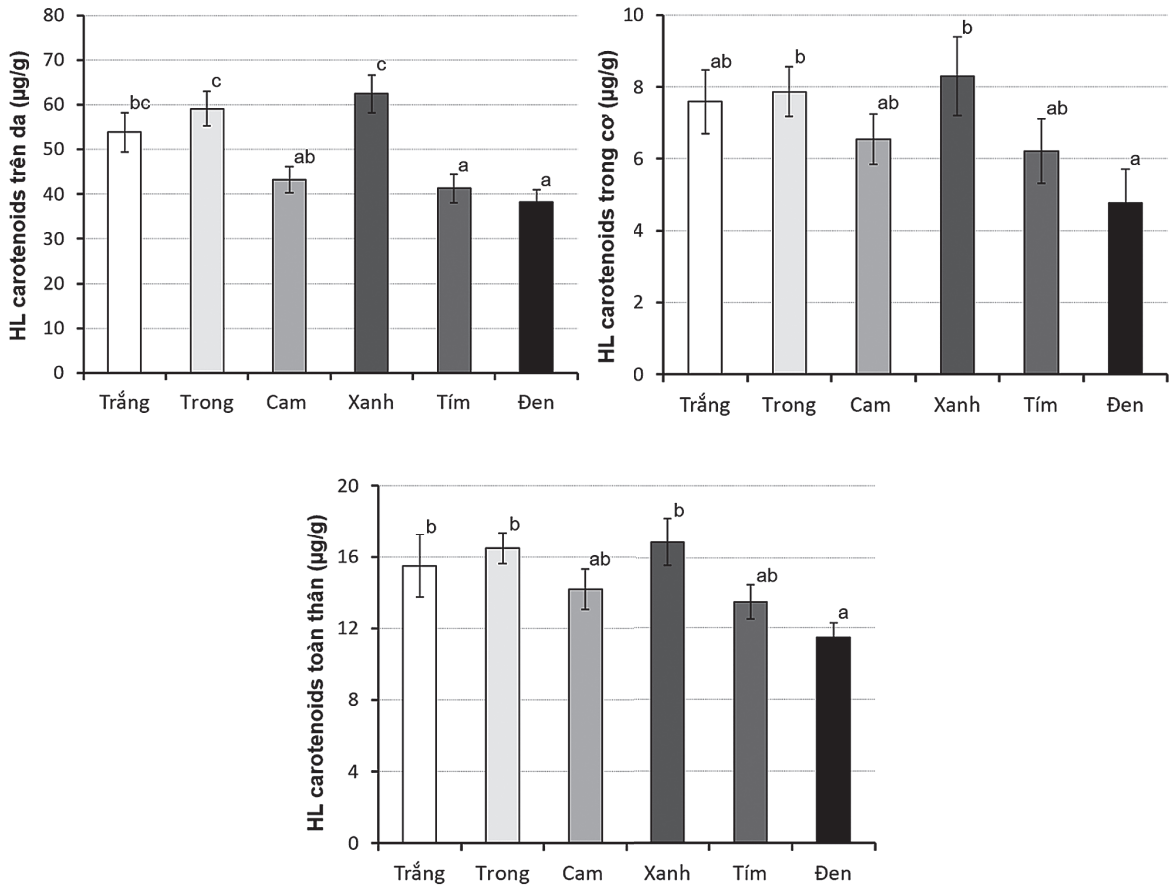 HL carotenoids trên da (µg/g)
80
70
60
50
40
30
20
10
0
bc
c
ab
c
a
a
Trắng Trong Cam Xanh Tím Đen
HL carotenoids trong cơ (µg/g)
10
8
6
4
2
0
ab
b
ab
b
ab
a
Trắng Trong Cam Xanh Tím Đen
HL carotenoids toàn thân (µg/g)
20
16
12
8
4
0
b
b
ab
b
ab
a
Trắng Trong Cam Xanh Tím Đen